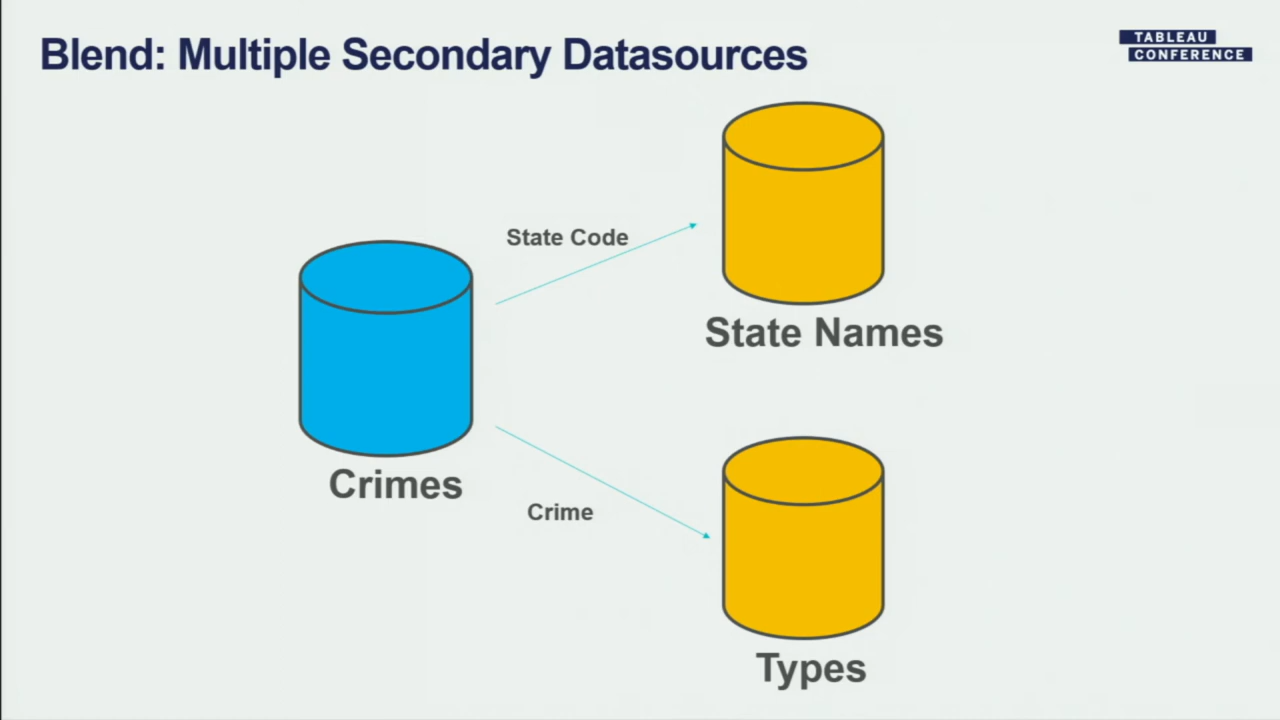 Blend: Multiple Secondary Datasources
TABLEAU
CONFERENCE
State Code
State Names
Crimes
Crime
Types